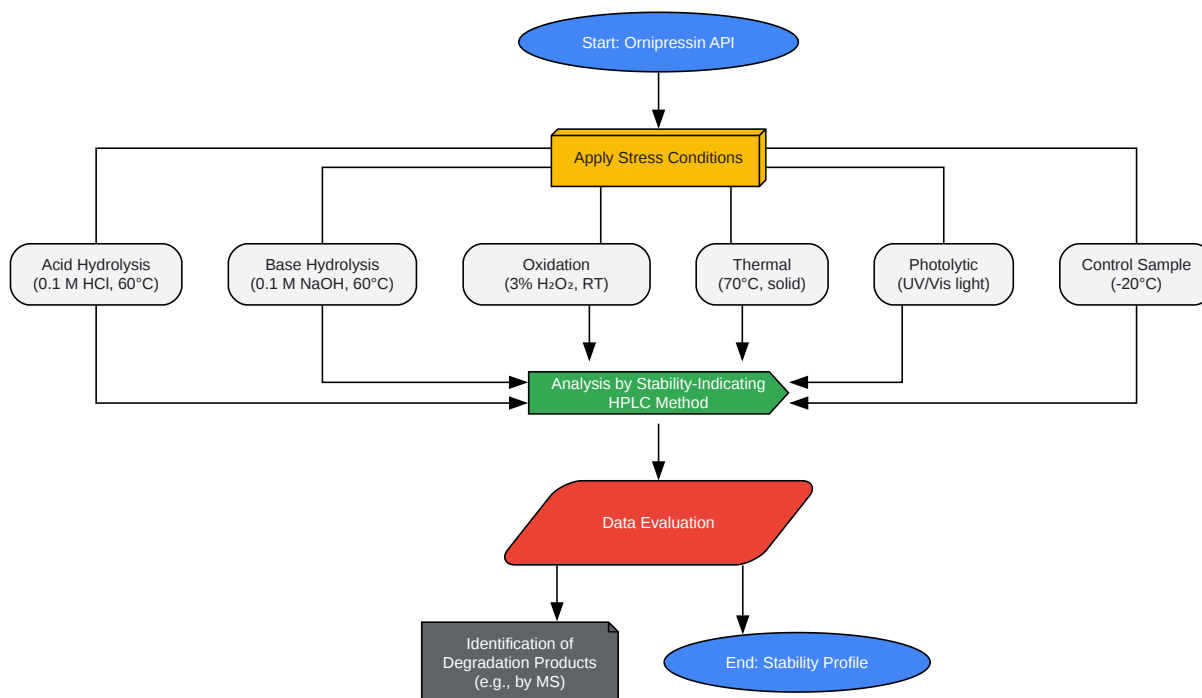 Start: Ornipressin API
Apply Stress Conditions
Acid Hydrolysis
(0.1 M HCl, 60°C)
Base Hydrolysis
(0.1 M NaOH, 60°C)
Oxidation
(3% H₂O₂, RT)
Thermal
(70°C, solid)
Photolytic
(UV/Vis light)
Control Sample
(-20°C)
Analysis by Stability-Indicating
HPLC Method
Data Evaluation
Identification of
Degradation Products
(e.g., by MS)
End: Stability Profile